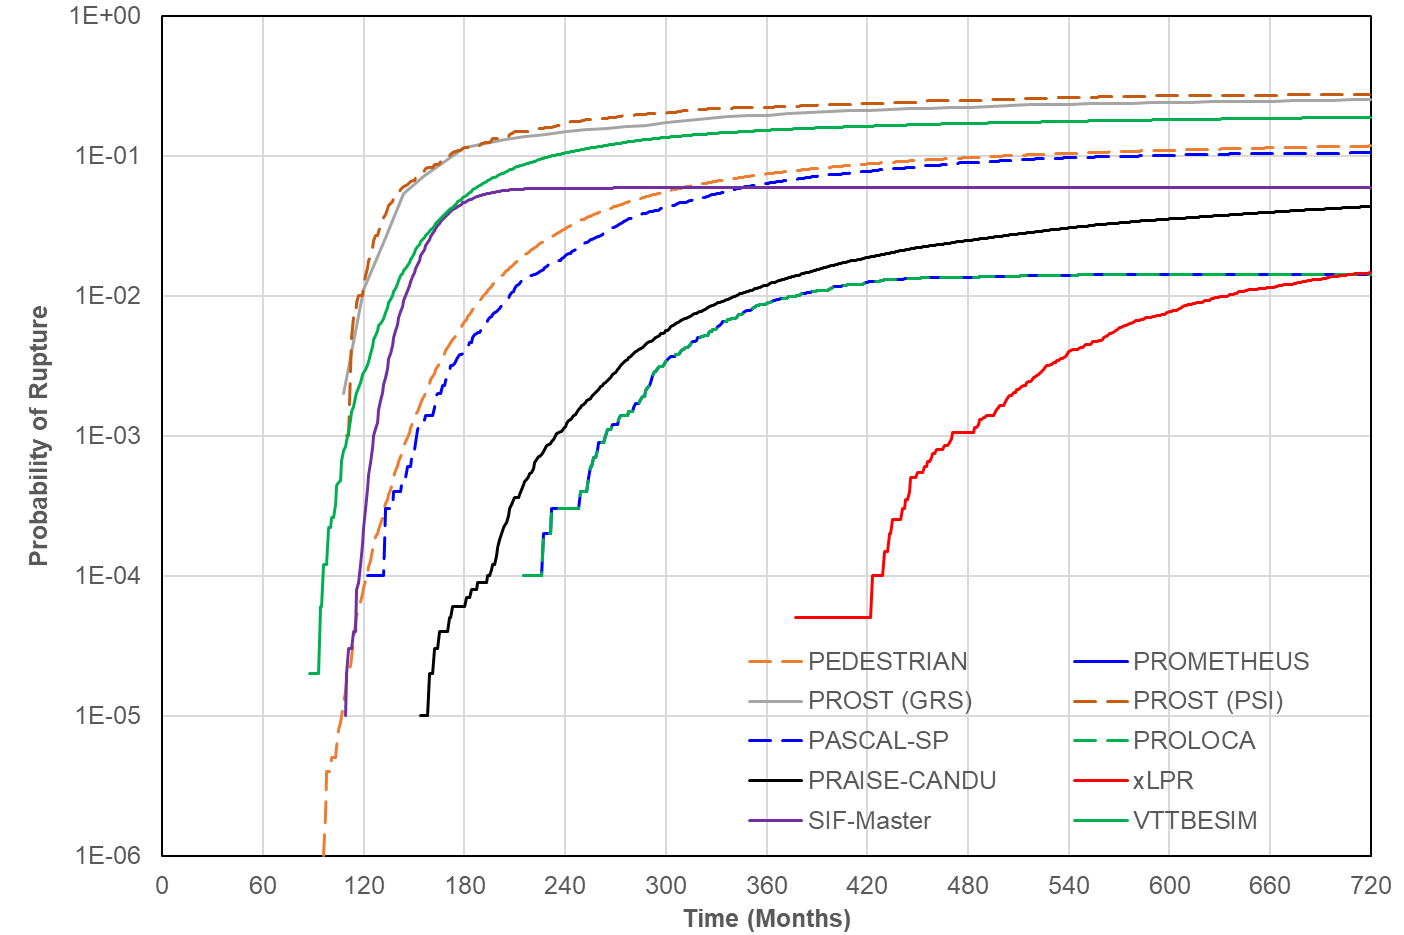 1E+00
1E-01
1E-02
1E-03
1E-04
1E-05
1E-06
Probability of Rupture
PEDESTRIAN PROMETHEUS
PROST (GRS) PROST (PSI)
PASCAL-SP PROLOCA
PRAISE-CANDU xLPR
SIF-Master VTTBESIM
0 60 120 180 240 300 360 420 480 540 600 660 720
Time (Months)